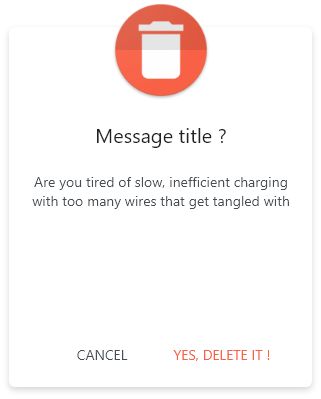 Message title ?
Are you tired of slow, inefficient charging
with too many wires that get tangled with
CANCEL
YES, DELETE IT !